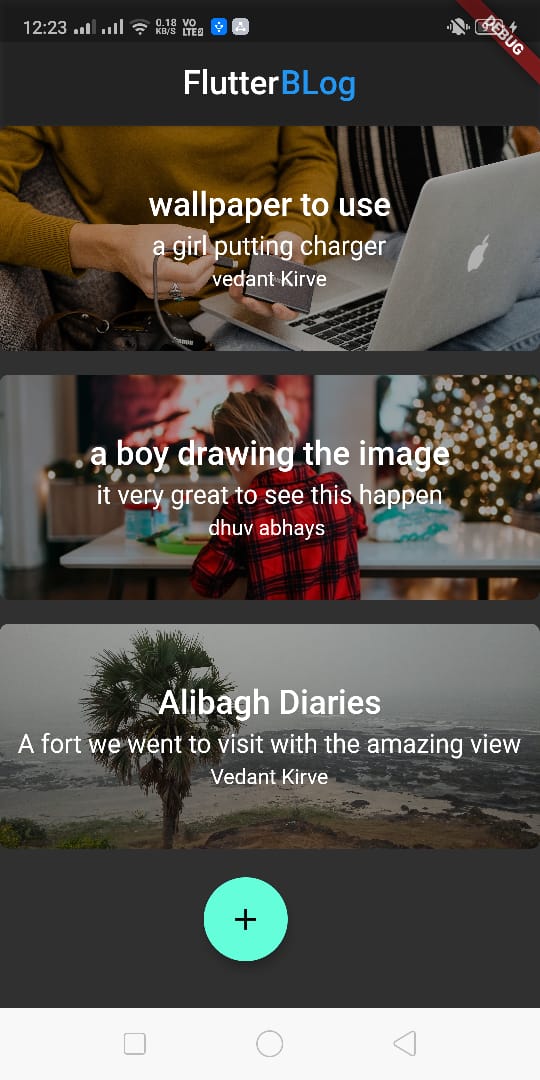 12:23
0.18
KB/S
VO
LTE2
DEBUG
FlutterBLog
wallpaper to use
a girl putting charger
vedant Kirve
a boy drawing the image
it very great to see this happen
dhuv abhays
Alibagh Diaries
A fort we went to visit with the amazing view
Vedant Kirve
+